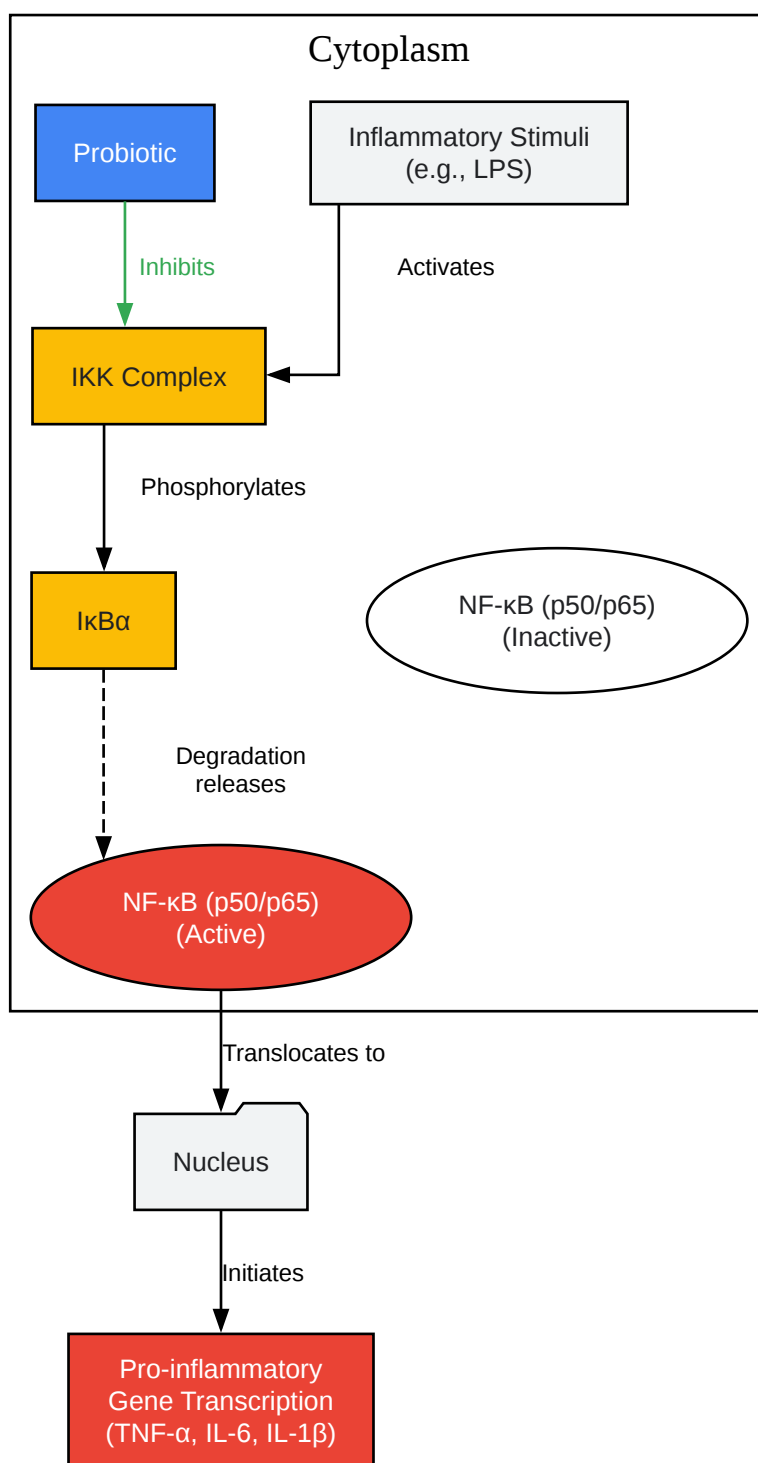 Cytoplasm
Probiotic
Inflammatory Stimuli
(e.g., LPS)
Inhibits
Activates
IKK Complex
Phosphorylates
IκBα
NF-κB (p50/p65)
(Inactive)
Degradation
releases
NF-κB (p50/p65)
(Active)
Translocates to
Nucleus
Initiates
Pro-inflammatory
Gene Transcription
(TNF-α, IL-6, IL-1β)